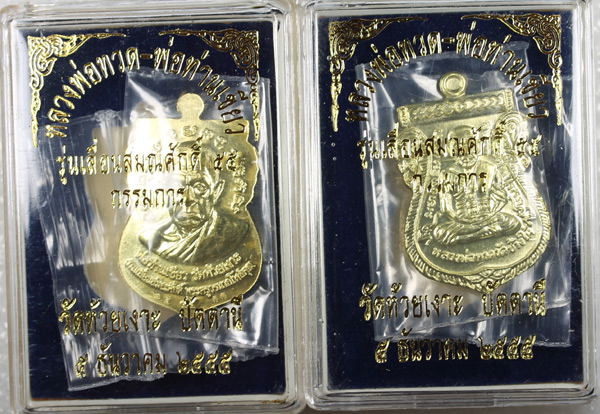 หลวงพ่อทวด-พ่อท่านเขียว
รุ่นเลื่อนสมณศักดิ์ ๕๕
กรรมการ
วัดห้วยเงาะ ปัตตานี
๕ ธันวาคม ๒๕๕๕
หลวงพ่อทวด-พ่อท่านเขียว
รุ่นเลื่อนสมณศักดิ์ ๕๕
กรรมการ
วัดห้วยเงาะ ปัตตานี
๕ ธันวาคม ๒๕๕๕